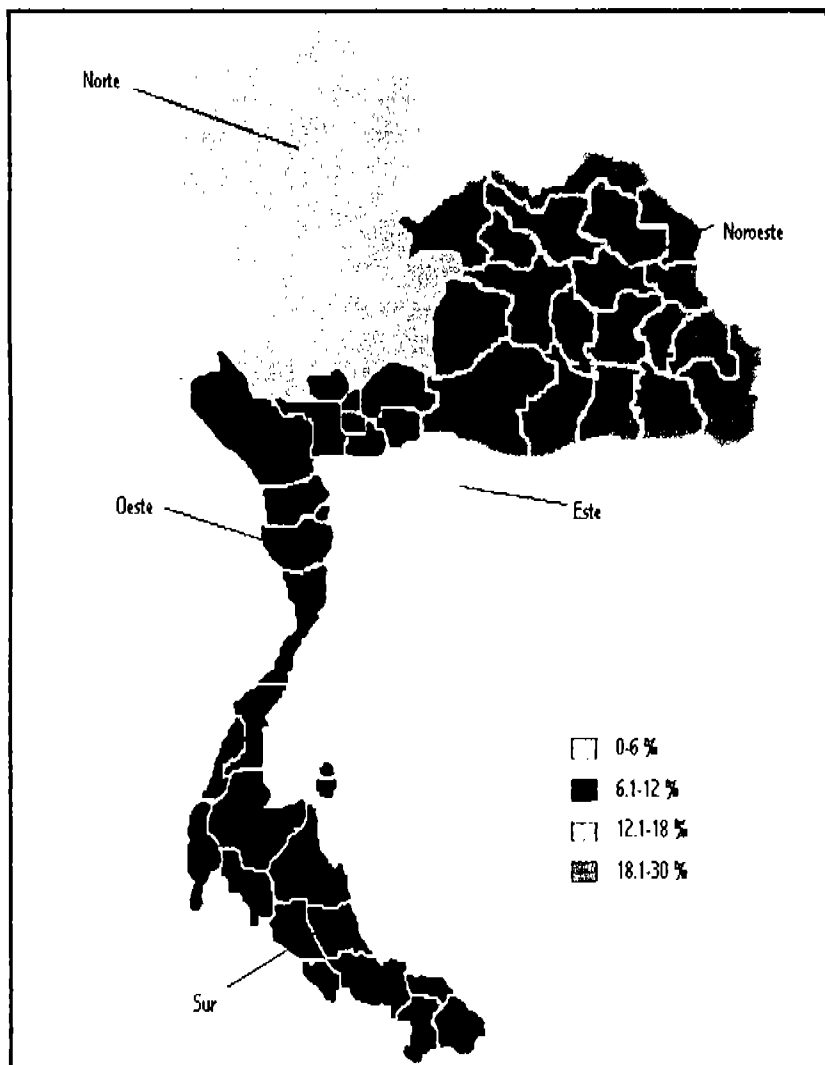 Norte
Noroeste
Oeste
Este
0-6 %
6.1-12 %
12.1-18 %
18.1-30 %
Sur